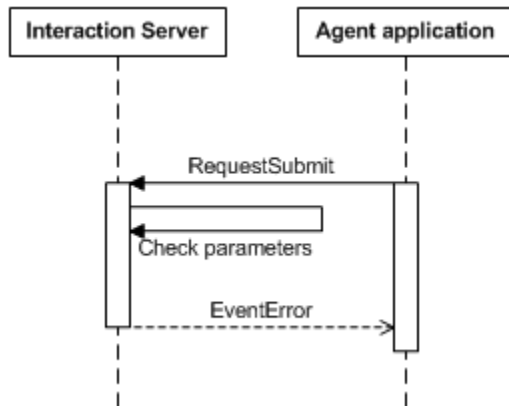 Interaction Server
Agent application
RequestSubmit
Check parameters
EventError